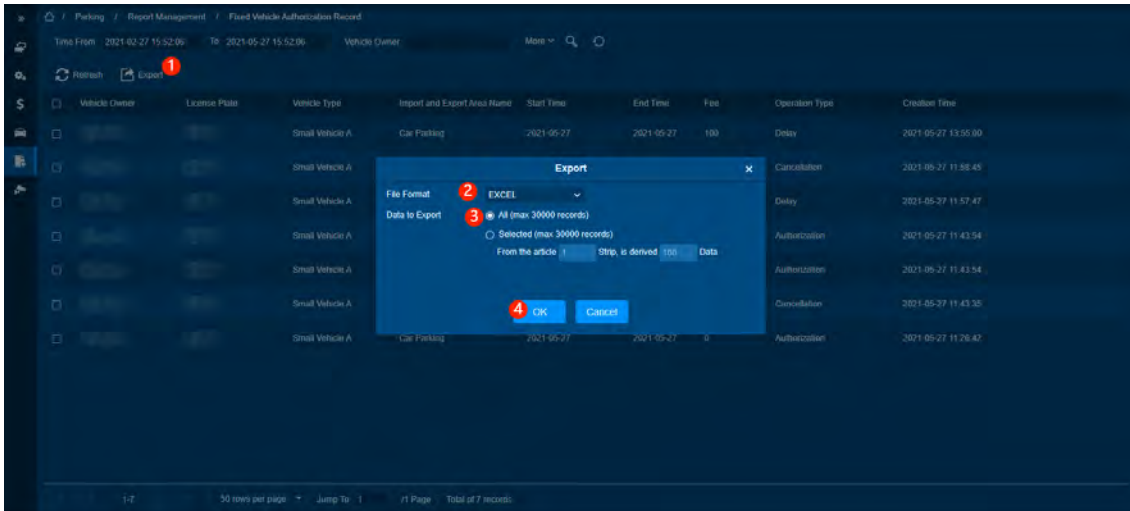 Parking / Report Management / Fixed Vehicle Authorization Record
Time From 2021-02-27 15:52:06 To 2021-05-27 15:52:06 Vehicle Owner More
1
Refresh Export
Vehicle Owner License Plate Vehicle Type Import and Export Area Name Start Time End Time Fee Operation Type Creation Time
Small Vehicle A Car Parking 2021-05-27 2021-05-27 100 Delay 2021-05-27 13:55:00
Small Vehicle A Cancellation 2021-05-27 11:58:45
Small Vehicle A Delay 2021-05-27 11:57:47
Small Vehicle A Authorization 2021-05-27 11:43:54
Small Vehicle A Authorization 2021-05-27 11:43:54
Small Vehicle A Cancellation 2021-05-27 11:43:35
Small Vehicle A Car Parking 2021-05-27 2021-05-27 0 Authorization 2021-05-27 11:26:42
Export ×
File Format 2 EXCEL
Data to Export 3 All (max 30000 records)
Selected (max 30000 records)
From the article 1 Strip, is derived 100 Data
4 OK Cancel
1-7 50 rows per page Jump To 1 /1 Page Total of 7 records